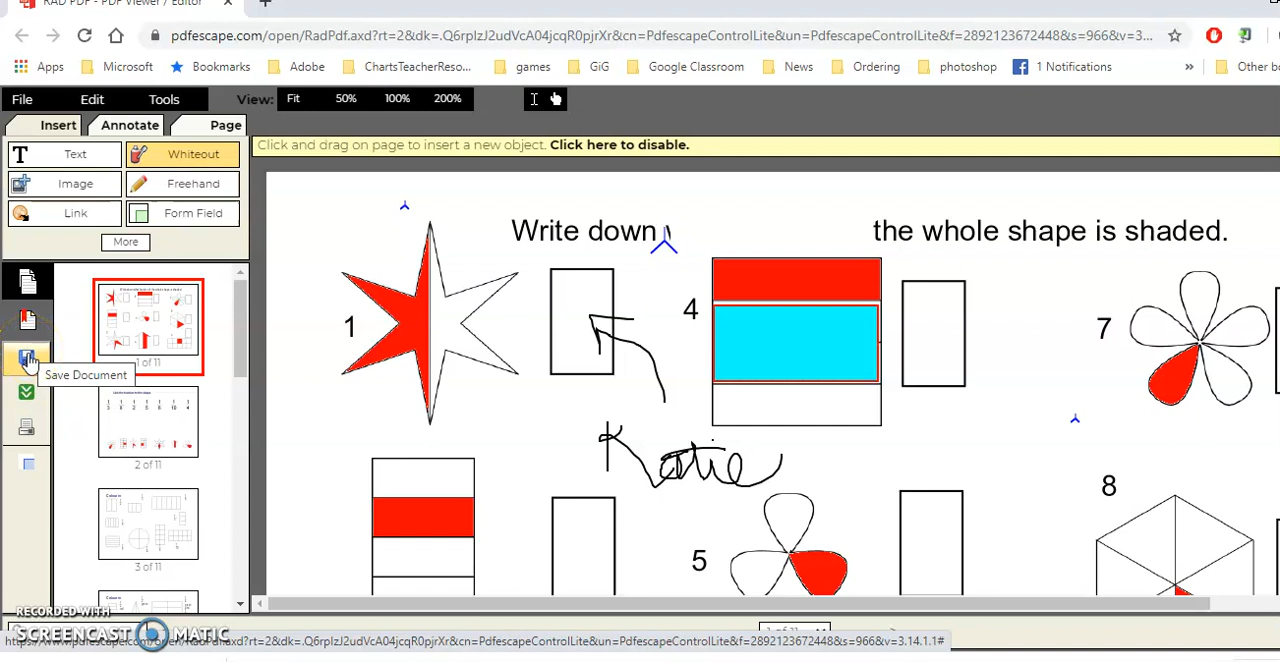 RAD PDF - PDF Viewer / Editor
pdfescape.com/open/RadPdf.axd?rt=2&dk=.Q6rpIzJ2udVcA04jcqR0pjrXr&cn=PdfescapeControlLite&un=PdfescapeControlLite&f=28921236724​48&s=966&v=3...
Apps Microsoft Bookmarks Adobe ChartsTeacherReso... games GiG Google Classroom News Ordering photoshop 1 Notifications » Other bo
File Edit Tools View: Fit 50% 100% 200%
Insert Annotate Page
Click and drag on page to insert a new object. Click here to disable.
Text Whiteout
Image Freehand
Link Form Field
More
Write down the whole shape is shaded.
1 4 7
Save Document
1 of 11
2 of 11
3 of 11
Katie
5 8
RECORDED WITH
SCREENCAST MATIC